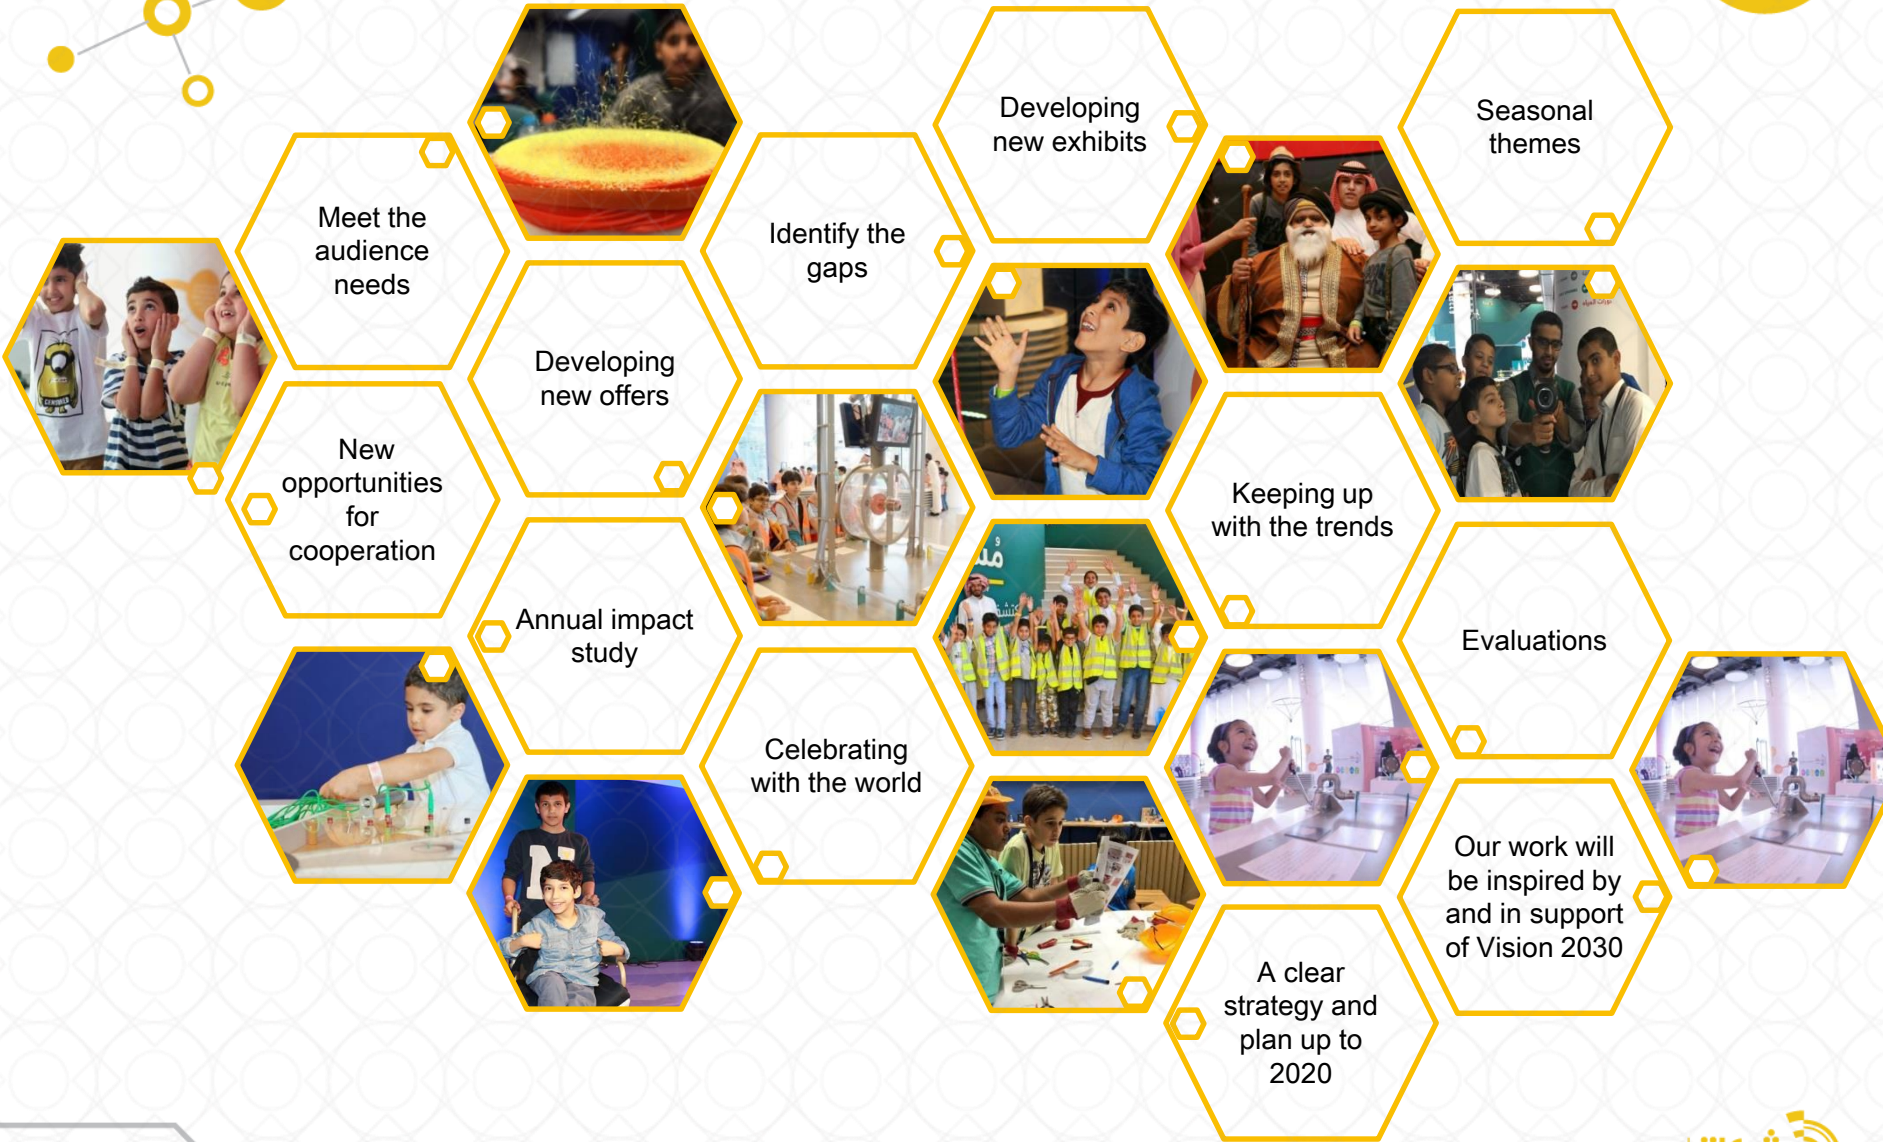 Developing
new exhibits
Seasonal
themes
Meet the
audience
needs
Identify the
gaps
Developing
new offers
New
opportunities
for
cooperation
Keeping up
with the trends
Annual impact
study
Evaluations
Celebrating
with the world
Our work will
be inspired by
and in support
of Vision 2030
A clear
strategy and
plan up to
2020